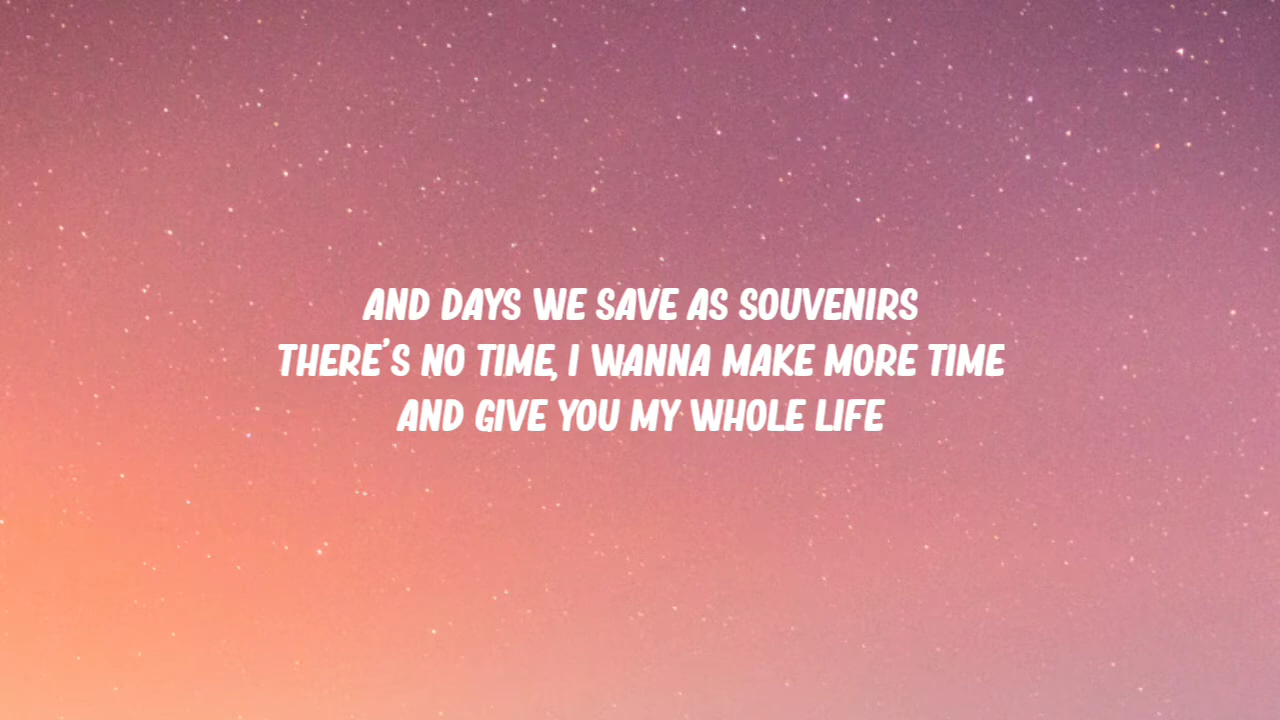 AND DAYS WE SAVE AS SOUVENIRS
THERE'S NO TIME, I WANNA MAKE MORE TIME
AND GIVE YOU MY WHOLE LIFE